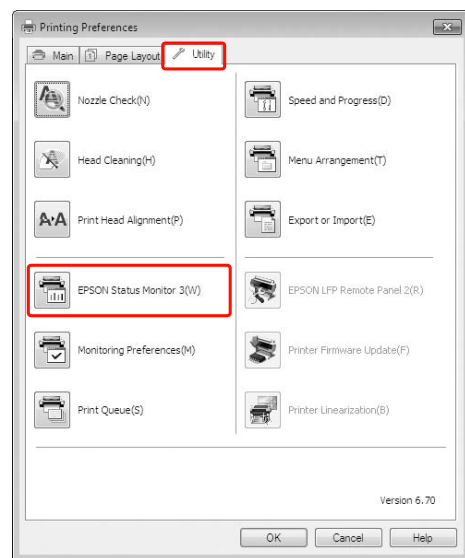 Printing Preferences
Main Page Layout Utility
Nozzle Check(N) Speed and Progress(D)
Head Cleaning(H) Menu Arrangement(T)
A·A Print Head Alignment(P) Export or Import(E)
EPSON Status Monitor 3(W) EPSON LFP Remote Panel 2(R)
Monitoring Preferences(M) Printer Firmware Update(F)
Print Queue(S) Printer Linearization(B)
Version 6.70
OK Cancel Help